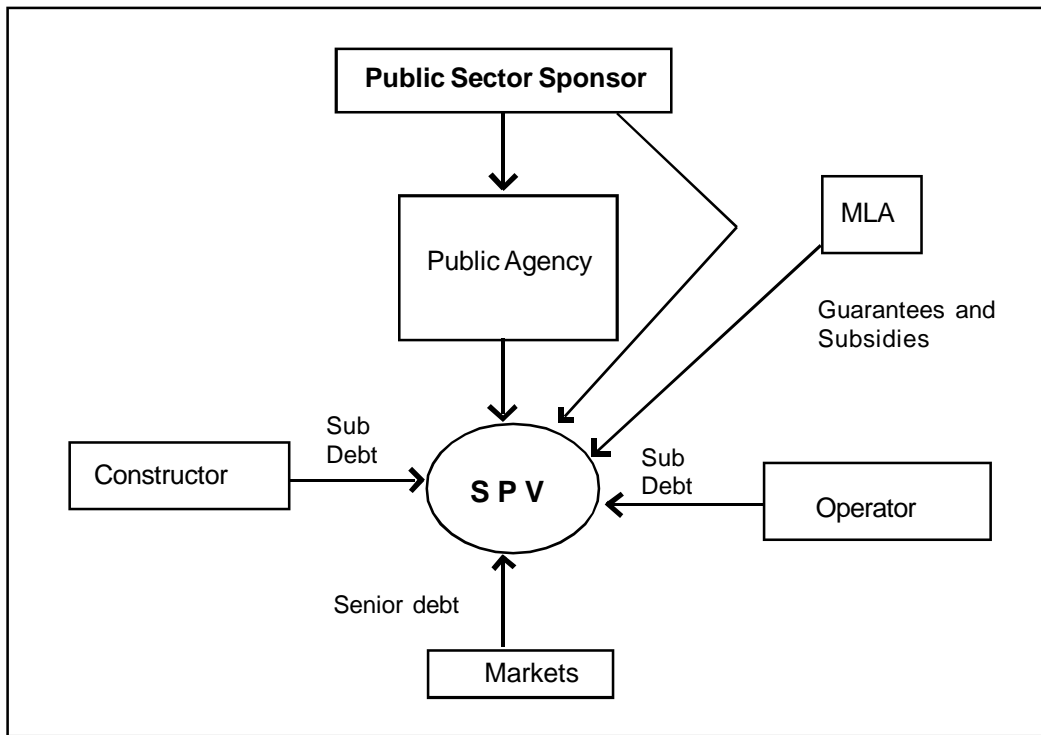 Public Sector Sponsor
MLA
Public Agency
Guarantees and
Subsidies
Sub
Debt
Constructor
S P V
Sub
Debt
Operator
Senior debt
Markets